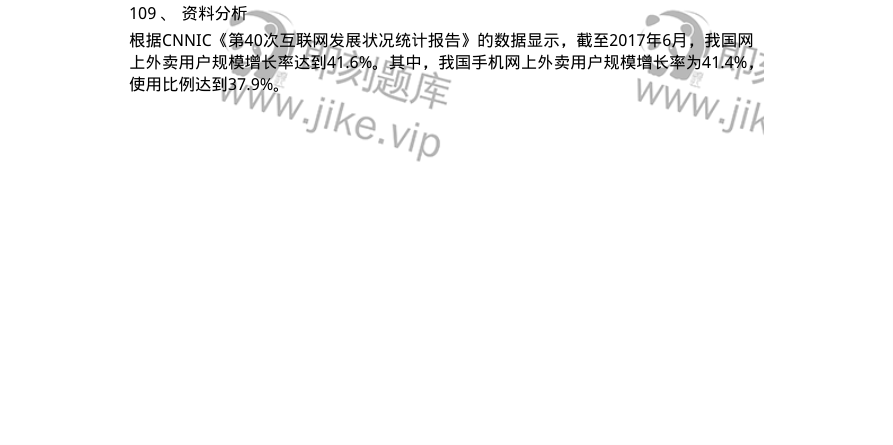 109 、 资料分析
根据CNNIC《第40次互联网发展状况统计报告》的数据显示，截至2017年6月，我国网
上外卖用户规模增长率达到41.6%。其中，我国手机网上外卖用户规模增长率为41.4%，
使用比例达到37.9%。
即刻题库
www.jike.vip
即刻
www.jik